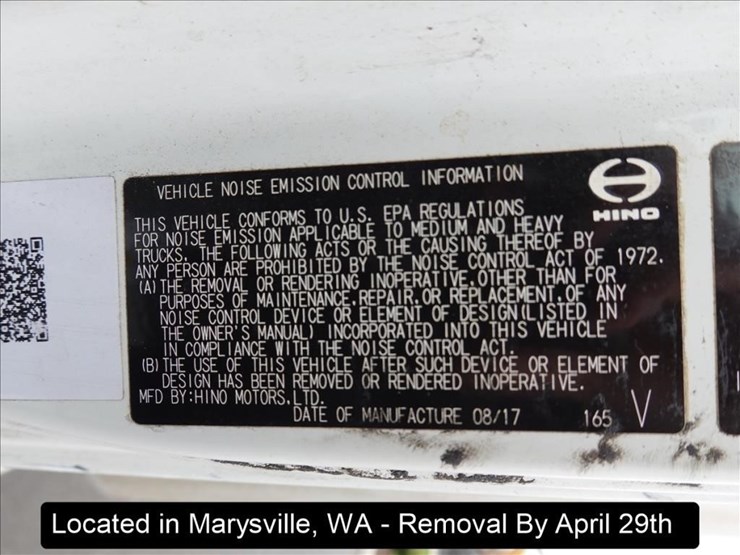 VEHICLE NOISE EMISSION CONTROL INFORMATION
HINO
THIS VEHICLE CONFORMS TO U.S. EPA REGULATIONS
FOR NOISE EMISSION APPLICABLE TO MEDIUM AND HEAVY
TRUCKS, THE FOLLOWING ACTS OR THE CAUSING THEREOF BY
ANY PERSON ARE PROHIBITED BY THE NOISE CONTROL ACT OF 1972.
(A) THE REMOVAL OR RENDERING INOPERATIVE, OTHER THAN FOR
PURPOSES OF MAINTENANCE, REPAIR, OR REPLACEMENT, OF ANY
NOISE CONTROL DEVICE OR ELEMENT OF DESIGN(LISTED IN
THE OWNER'S MANUAL) INCORPORATED INTO THIS VEHICLE
IN COMPLIANCE WITH THE NOISE CONTROL ACT.
(B) THE USE OF THIS VEHICLE AFTER SUCH DEVICE OR ELEMENT OF
DESIGN HAS BEEN REMOVED OR RENDERED INOPERATIVE.
MFD BY:HINO MOTORS,LTD.
DATE OF MANUFACTURE 08/17 165 V
Located in Marysville, WA - Removal By April 29th